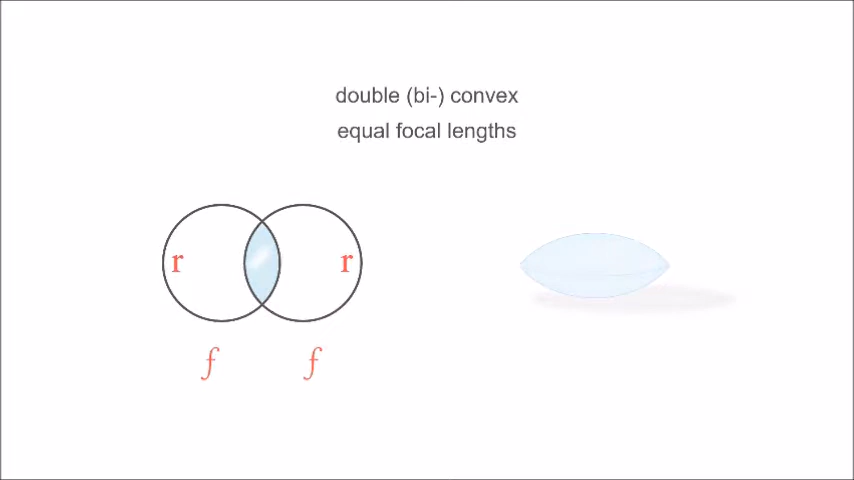 double (bi-) convex
equal focal lengths
r r
f f